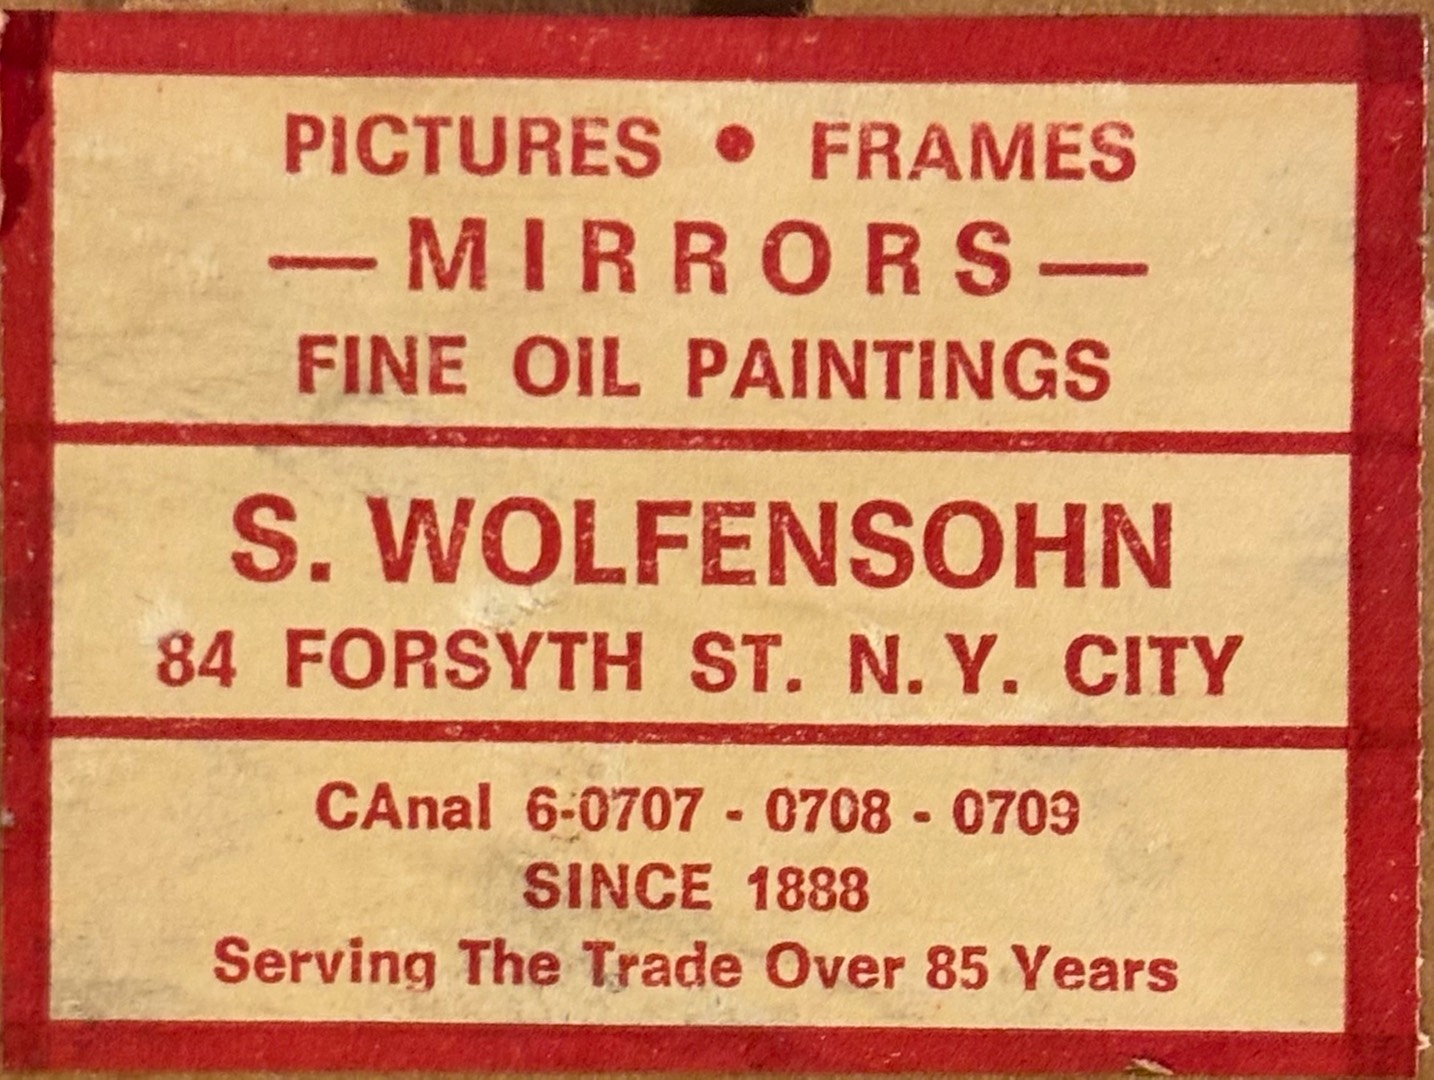 PICTURES • FRAMES
— MIRRORS —
FINE OIL PAINTINGS
S. WOLFENSOHN
84 FORSYTH ST. N.Y. CITY
CAnal 6-0707 - 0708 - 0709
SINCE 1888
Serving The Trade Over 85 Years